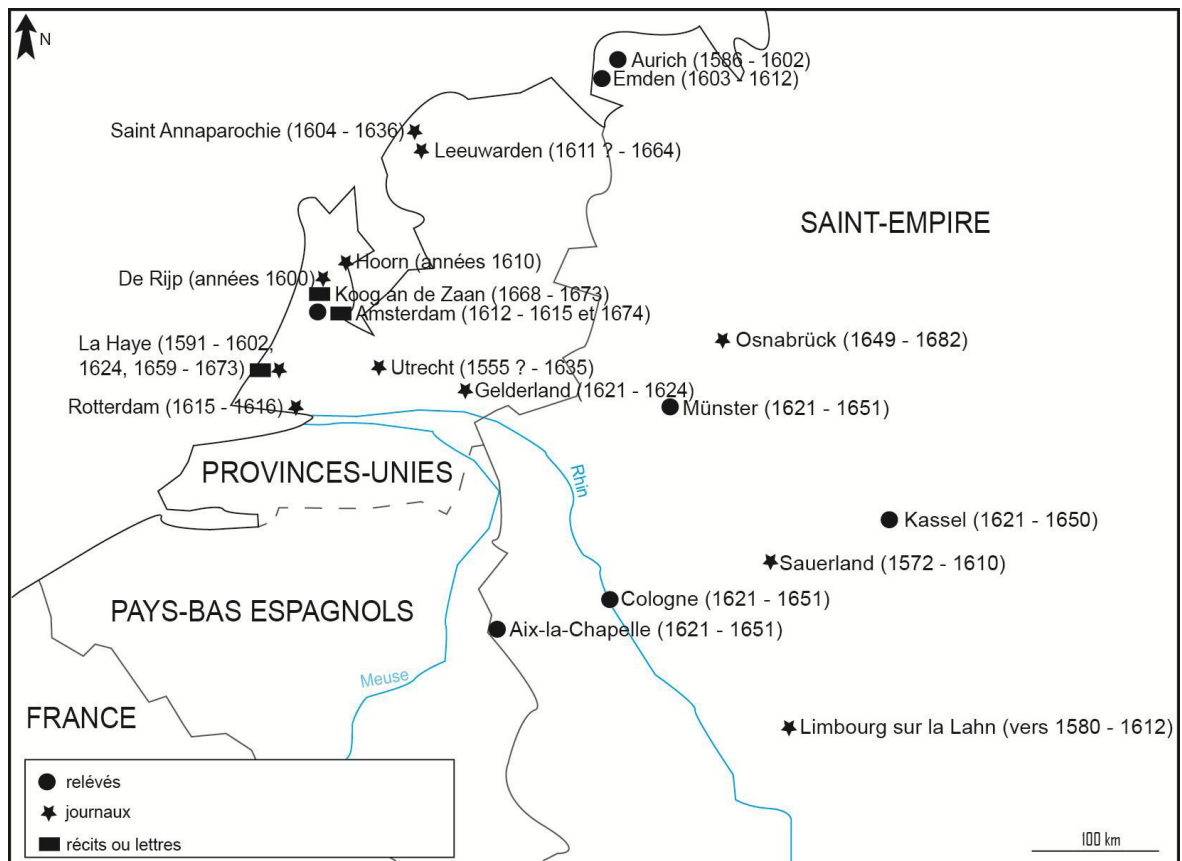 N
Aurich (1586 - 1602)
Emden (1603 - 1612)
Saint Annaparochie (1604 - 1636)
Leeuwarden (1611 ? - 1664)
SAINT-EMPIRE
Hoorn (années 1610)
De Rijp (années 1600)
Koog an de Zaan (1668 - 1673)
Amsterdam (1612 - 1615 et 1674)
La Haye (1591 - 1602,
1624, 1659 - 1673)
Osnabrück (1649 - 1682)
Utrecht (1555 ? - 1635)
Gelderland (1621 - 1624)
Rotterdam (1615 - 1616)
Münster (1621 - 1651)
PROVINCES-UNIES
Rhin
Kassel (1621 - 1650)
Sauerland (1572 - 1610)
PAYS-BAS ESPAGNOLS
Cologne (1621 - 1651)
Aix-la-Chapelle (1621 - 1651)
Meuse
FRANCE
Limbourg sur la Lahn (vers 1580 - 1612)
relévés
journaux
récits ou lettres
100 km